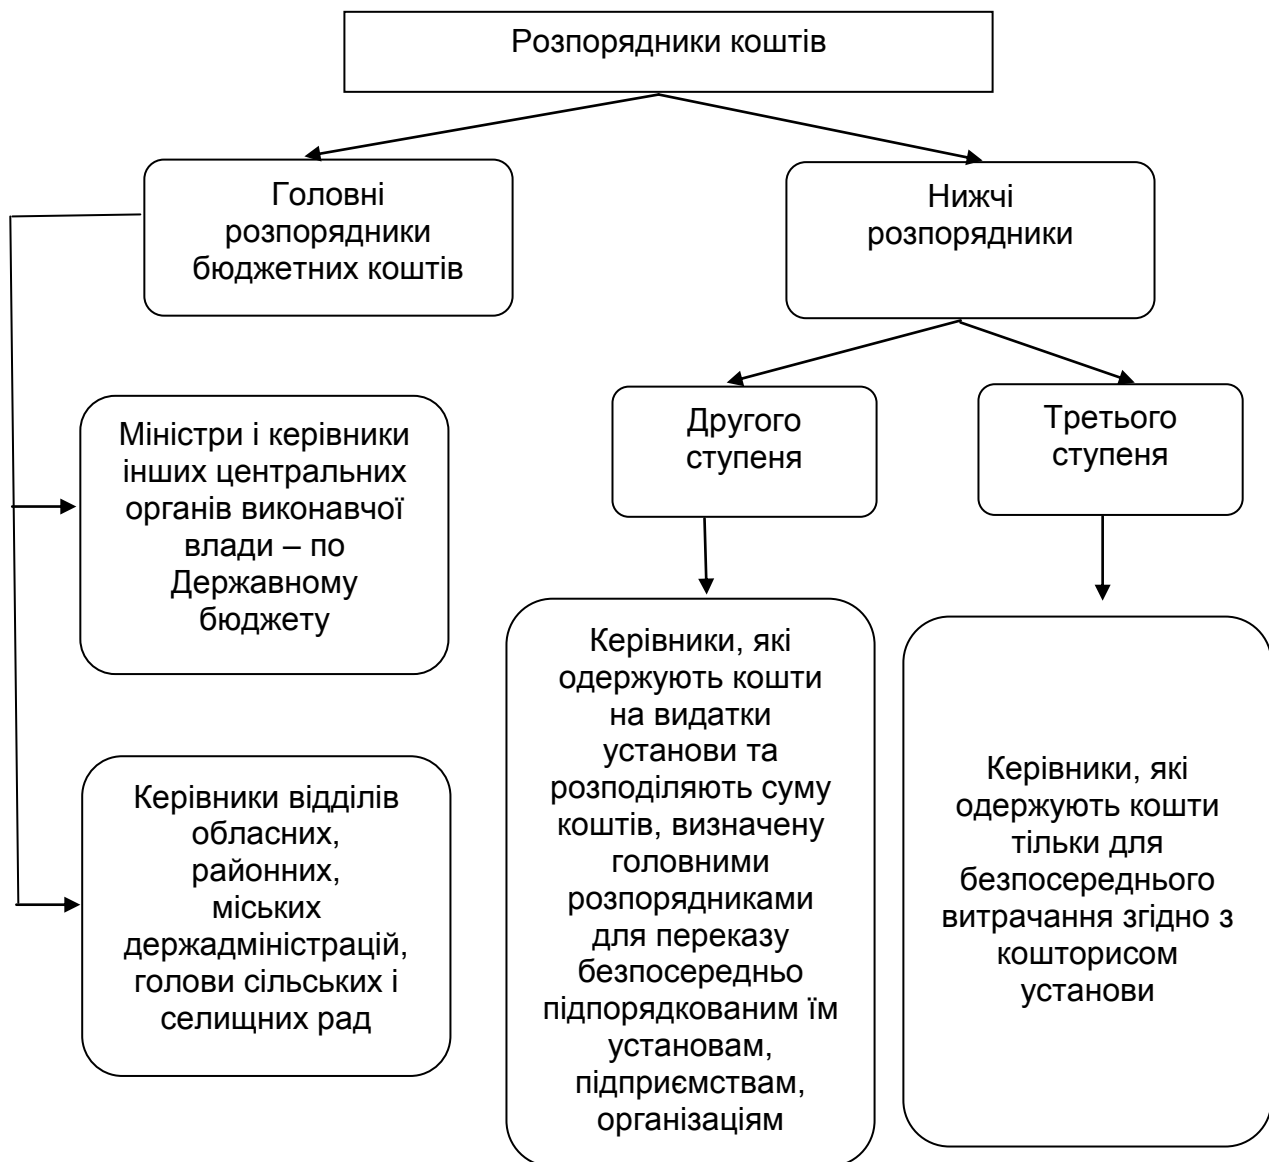 Розпорядники коштів
Головні
розпорядники
бюджетних коштів
Нижчі
розпорядники
Міністри і керівники
інших центральних
органів виконавчої
влади – по
Державному
бюджету
Другого
ступеня
Третього
ступеня
Керівники відділів
обласних,
районних,
міських
держадміністрацій,
голови сільських і
селищних рад
Керівники, які
одержують кошти
на видатки
установи та
розподіляють суму
коштів, визначену
головними
розпорядниками
для переказу
безпосередньо
підпорядкованим їм
установам,
підприємствам,
організаціям
Керівники, які
одержують кошти
тільки для
безпосереднього
витрачання згідно з
кошторисом
установи